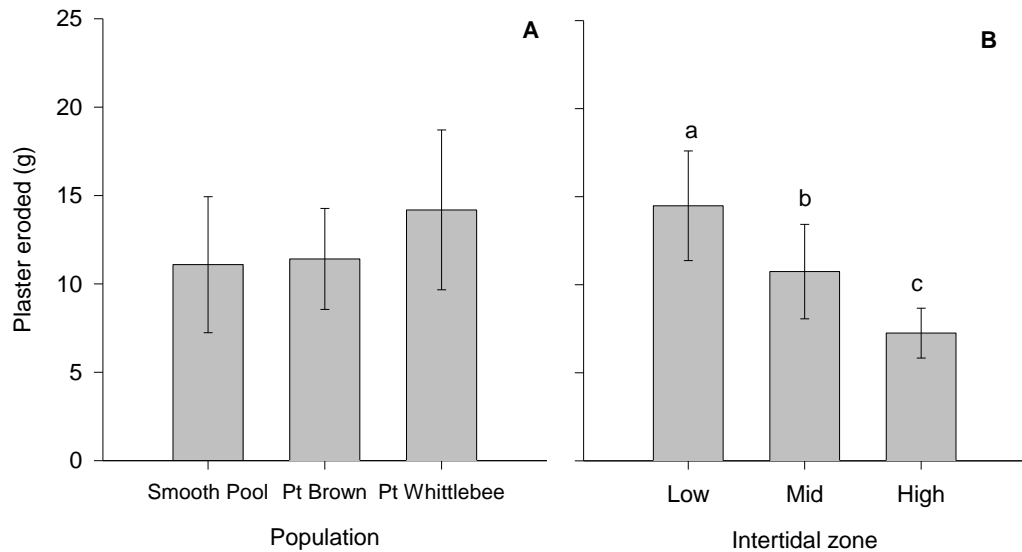 25
20
15
10
5
0
Plaster eroded (g)
A
Smooth Pool Pt Brown Pt Whittlebee
Population
B
a
b
c
Low Mid High
Intertidal zone